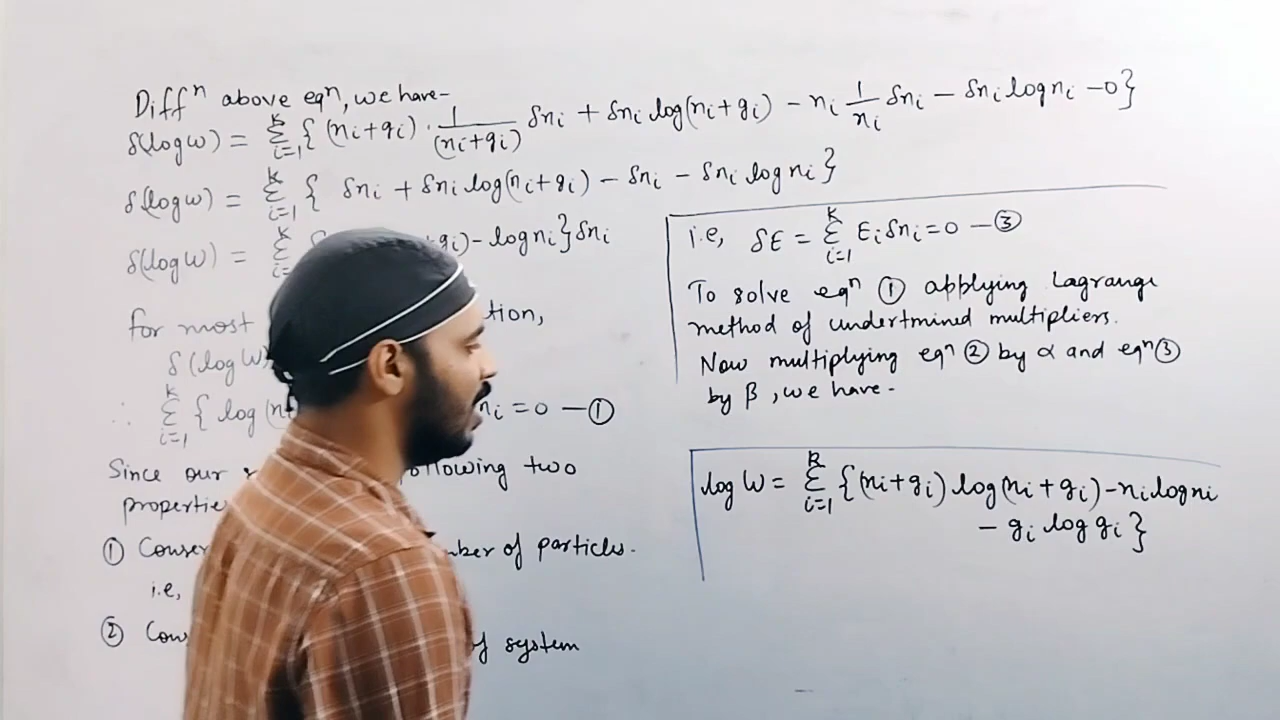 Diffⁿ above eqⁿ, we have-
δ(log w) = Σ_{i=1}^{k} { (nᵢ+gᵢ) · 1/(nᵢ+gᵢ) δnᵢ + δnᵢ log(nᵢ+gᵢ) - nᵢ 1/nᵢ δnᵢ - δnᵢ log nᵢ - 0 }
δ(log w) = Σ_{i=1}^{k} { δnᵢ + δnᵢ log(nᵢ+gᵢ) - δnᵢ - δnᵢ log nᵢ }
δ(log w) = Σ gᵢ) - log nᵢ } δnᵢ
for most tion,
δ (log W)
∴ Σ_{i=1}^{k} { log (nᵢ nᵢ = 0 — ①
Since our following two
propertie
① Conser mber of particles.
i.e,
② Cons of system
i.e, δE = Σ_{i=1}^{k} Eᵢ δnᵢ = 0 — ③
To solve eqⁿ ① applying Lagrange
method of undertmined multipliers.
Now multiplying eqⁿ ② by α and eqⁿ ③
by β, we have -
log W = Σ_{i=1}^{k} { (nᵢ+gᵢ) log(nᵢ+gᵢ) - nᵢ log nᵢ
- gᵢ log gᵢ }